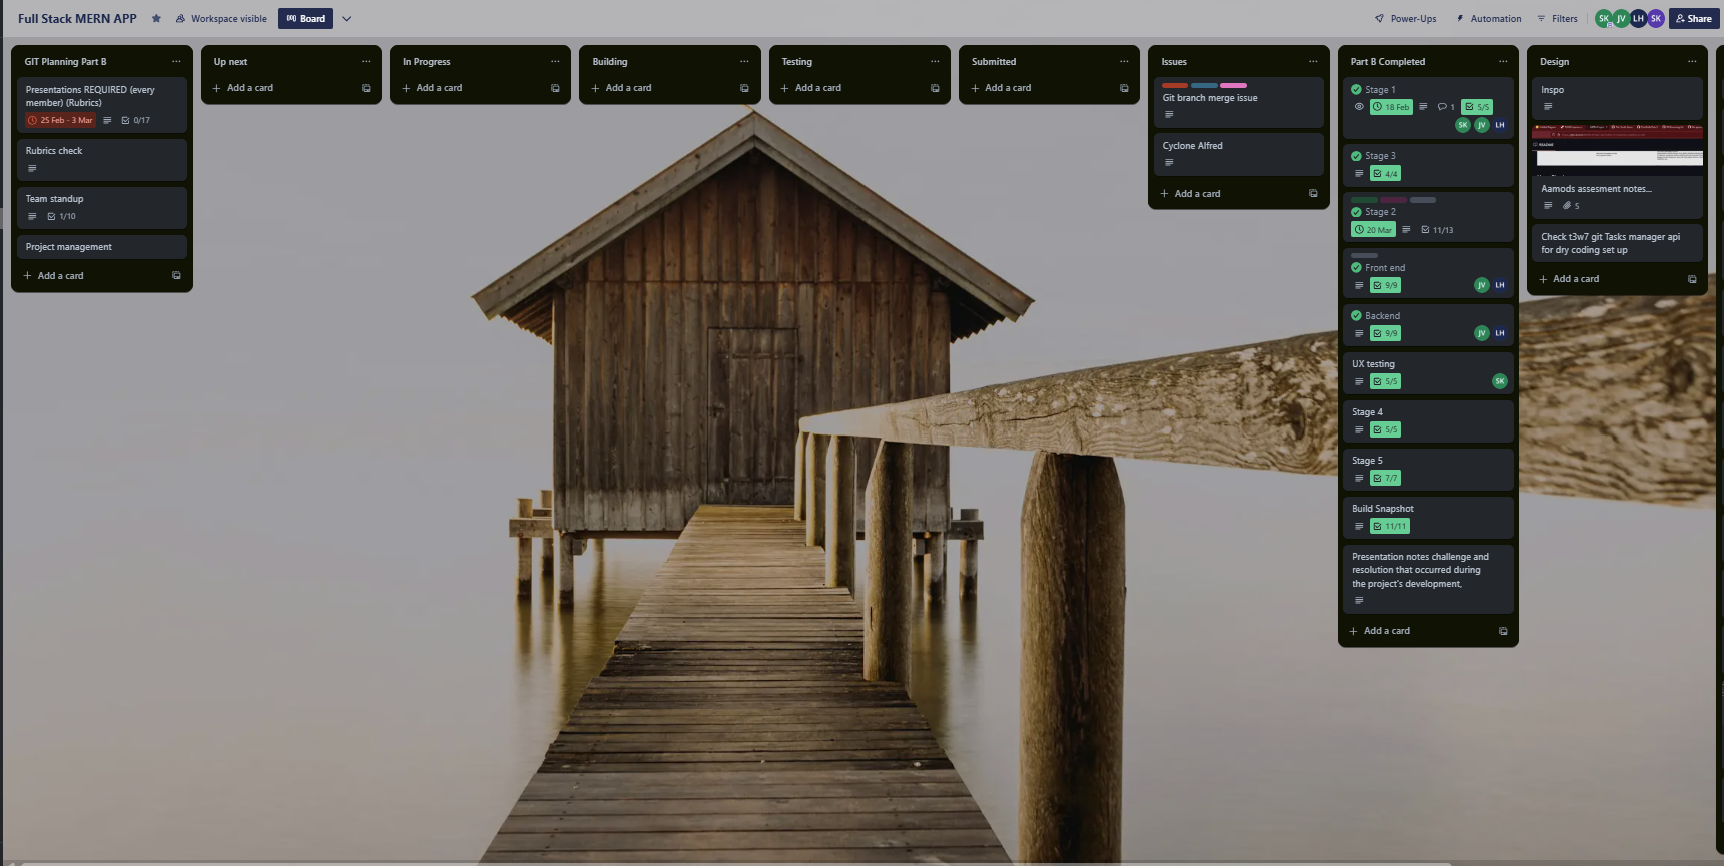 Full Stack MERN APP
Workspace visible
Board
Power-Ups
Automation
Filters
SK
JV
LH
SK
Share
GIT Planning Part B
Presentations REQUIRED (every
member) (Rubrics)
25 Feb - 3 Mar
0/17
Rubrics check
Team standup
1/10
Project management
Add a card
Up next
Add a card
In Progress
Add a card
Building
Add a card
Testing
Add a card
Submitted
Add a card
Issues
Git branch merge issue
Cyclone Alfred
Add a card
Part B Completed
Stage 1
18 Feb
1
5/5
SK
JV
LH
Stage 3
4/4
Stage 2
20 Mar
11/13
Front end
9/9
JV
LH
Backend
9/9
JV
LH
UX testing
5/5
SK
Stage 4
5/5
Stage 5
7/7
Build Snapshot
11/11
Presentation notes challenge and
resolution that occurred during
the project's development,
Add a card
Design
Inspo
README
Aamods assesment notes...
5
Check t3w7 git Tasks manager api
for dry coding set up
Add a card